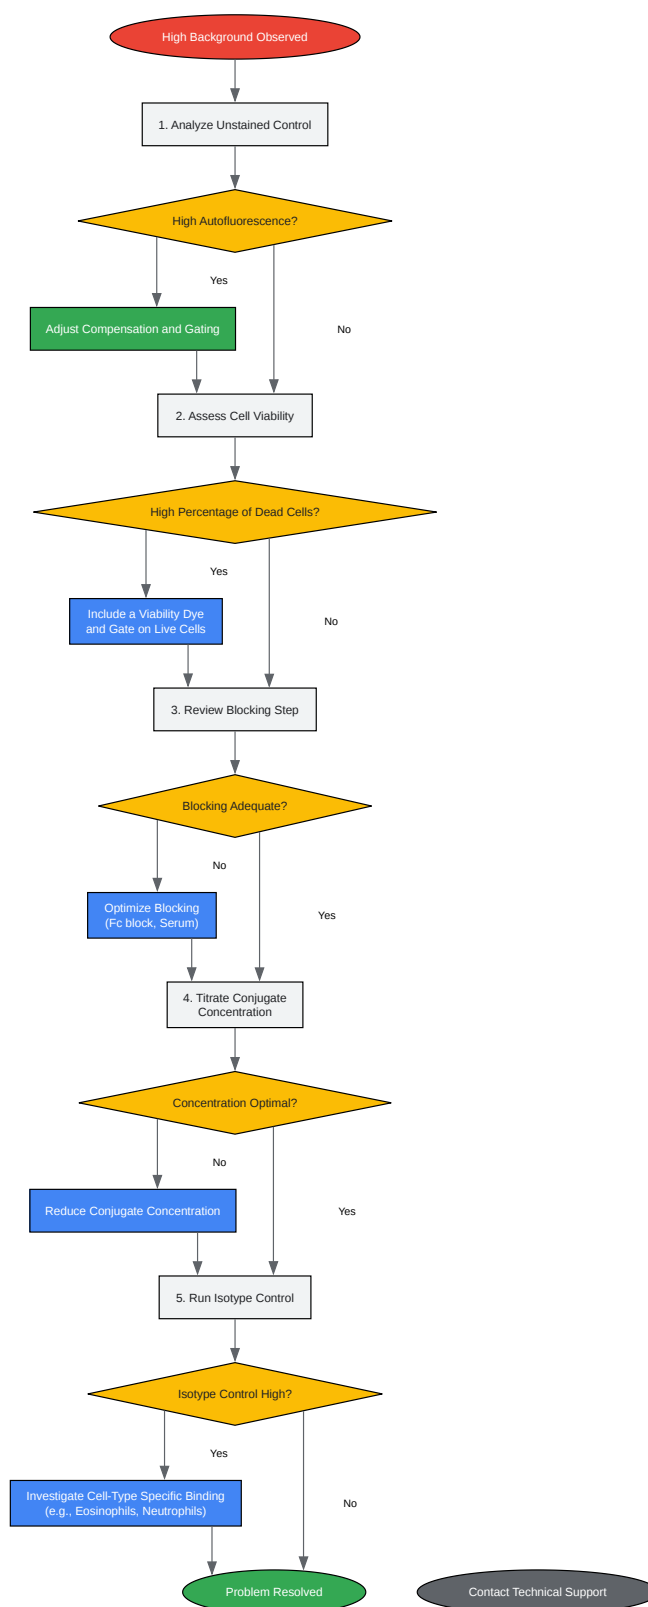 High Background Observed
1. Analyze Unstained Control
High Autofluorescence?
Yes
Adjust Compensation and Gating
No
2. Assess Cell Viability
High Percentage of Dead Cells?
Yes
Include a Viability Dye
and Gate on Live Cells
No
3. Review Blocking Step
Blocking Adequate?
No
Optimize Blocking
(Fc block, Serum)
Yes
4. Titrate Conjugate
Concentration
Concentration Optimal?
No
Reduce Conjugate Concentration
Yes
5. Run Isotype Control
Isotype Control High?
Yes
Investigate Cell-Type Specific Binding
(e.g., Eosinophils, Neutrophils)
No
Problem Resolved
Contact Technical Support